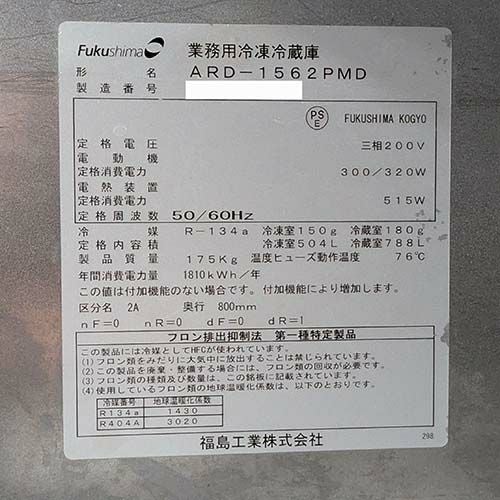 Fukushima 業務用冷凍冷蔵庫
形名 ARD-1562PMD
製造番号
PS E FUKUSHIMA KOGYO
定格電圧 三相200V
電動機
定格消費電力 300/320W
電熱装置
定格消費電力 515W
定格周波数 50/60Hz
冷媒 R-134a 冷凍室150g 冷蔵室180g
定格内容積 冷凍室504L 冷蔵室788L
製品質量 175Kg 温度ヒューズ動作温度 76℃
年間消費電力量 1810kWh/年
この値は付加機能のない場合です。付加機能により増加します。
区分名 2A 奥行 800mm
nF=0 nR=0 dF=0 dR=1
フロン排出抑制法 第一種特定製品
この製品には冷媒としてHFCが使われています。
(1)フロン類をみだりに大気中に放出することは禁じられています。
(2)この製品を廃棄・整備する場合には、フロン類の回収が必要です。
(3)フロン類の種類及び数量は、この銘板に記載してあります。
(4)使用しているフロン類の地球温暖化係数は、以下のとおりです。
冷媒番号 地球温暖化係数
R134a 1430
R404A 3020
福島工業株式会社 298